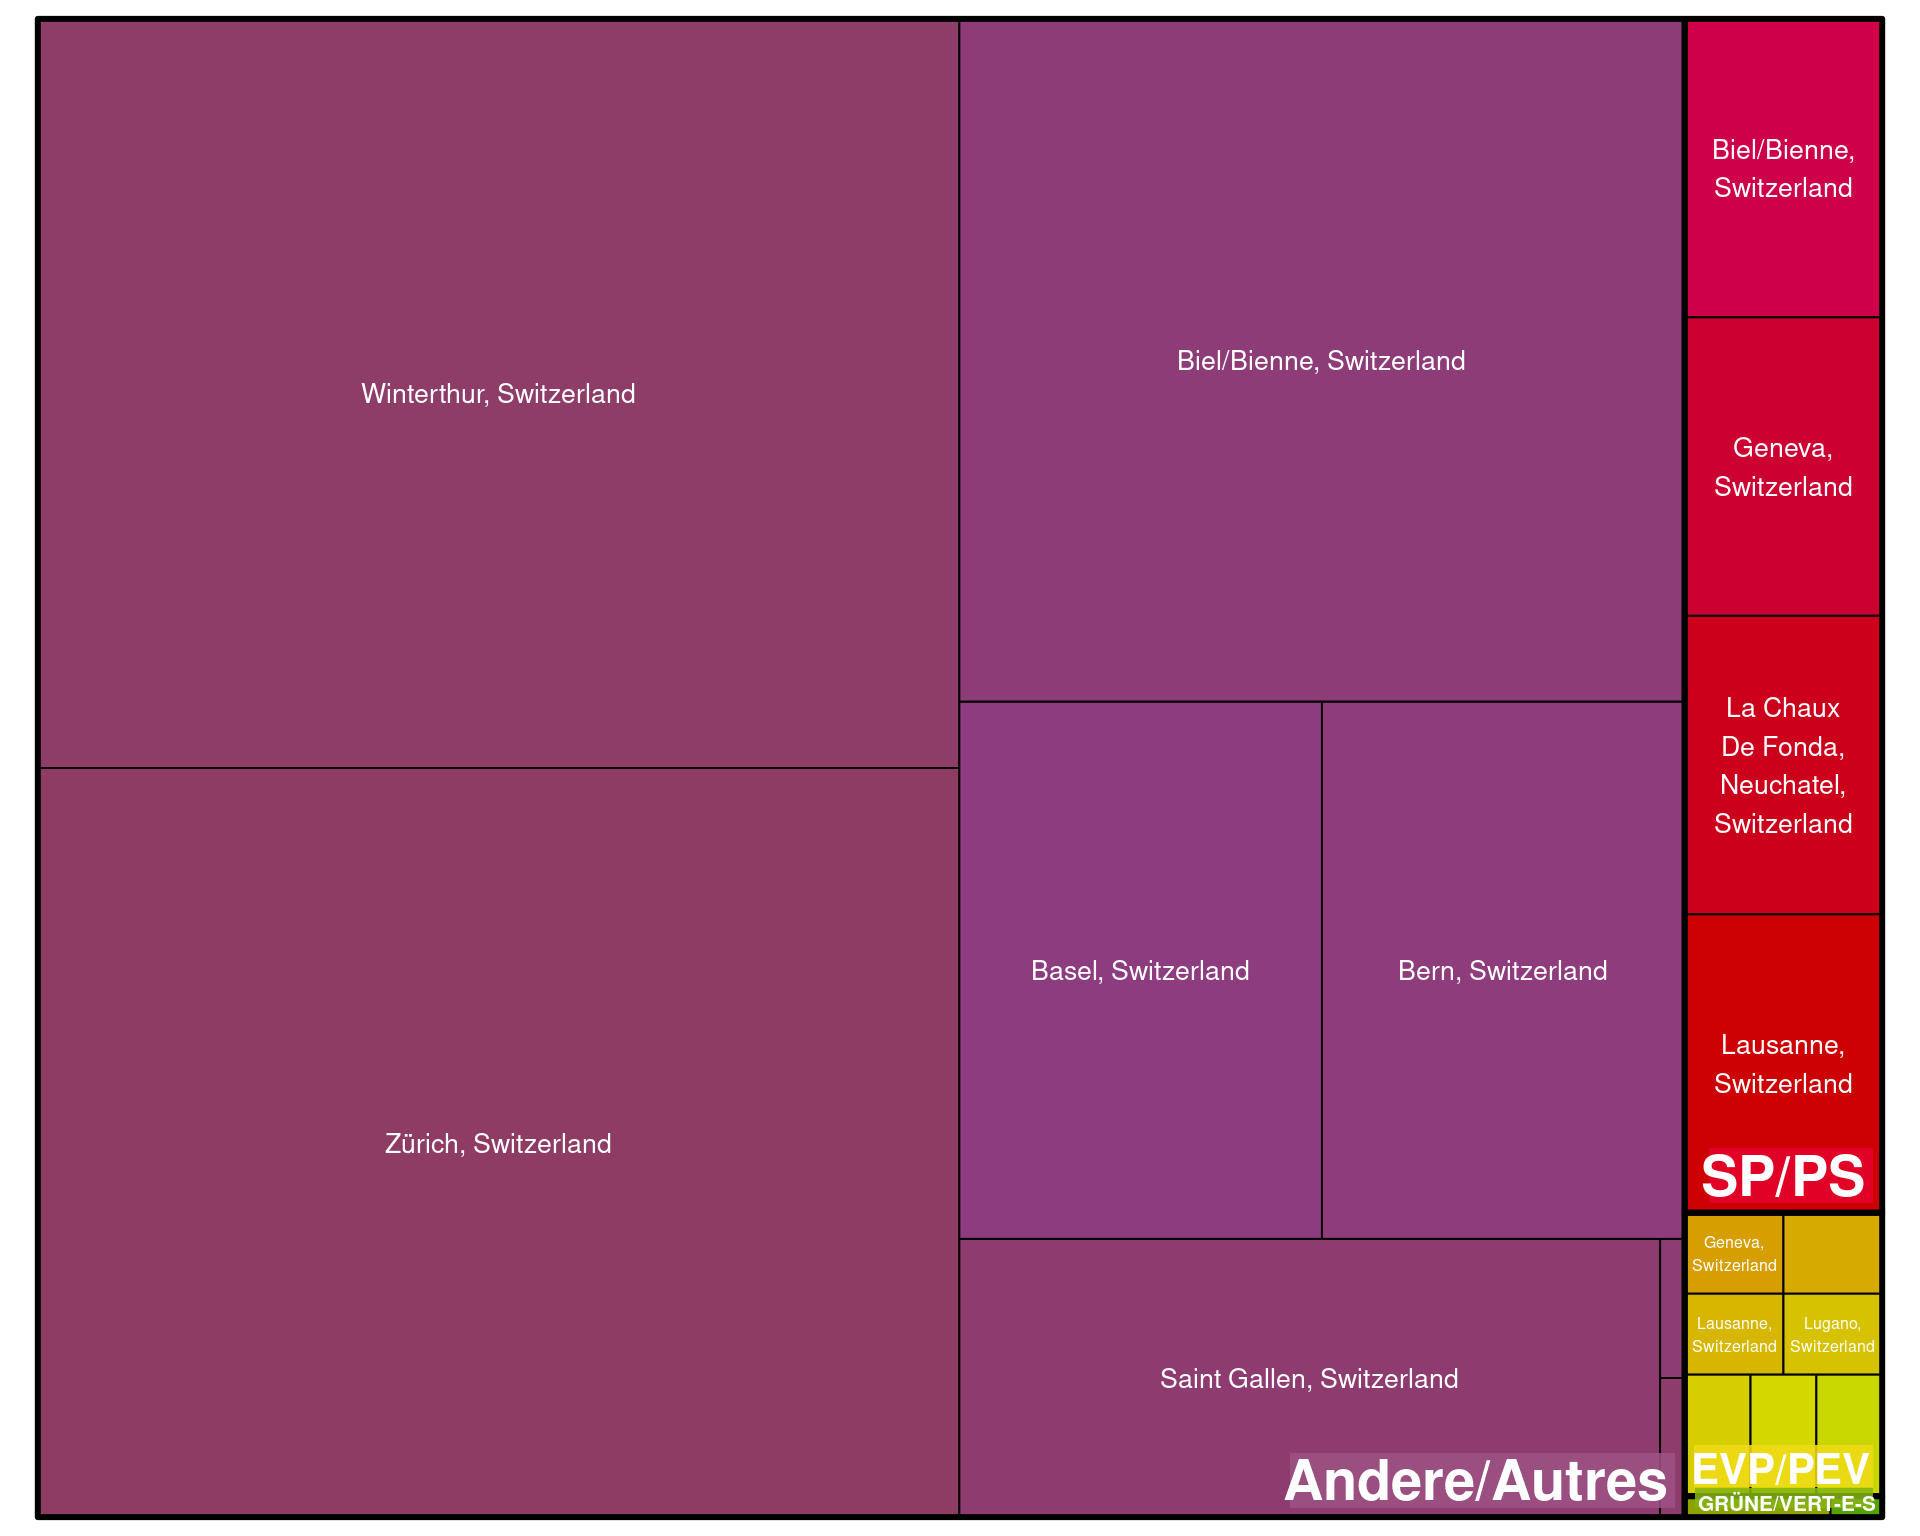 Winterthur, Switzerland
Zürich, Switzerland
Biel/Bienne, Switzerland
Basel, Switzerland
Bern, Switzerland
Saint Gallen, Switzerland
Andere/Autres
Biel/Bienne,
Switzerland
Geneva,
Switzerland
La Chaux
De Fonda,
Neuchatel,
Switzerland
Lausanne,
Switzerland
SP/PS
Geneva,
Switzerland
Lausanne,
Switzerland
Lugano,
Switzerland
EVP/PEV
GRÜNE/VERT-E-S